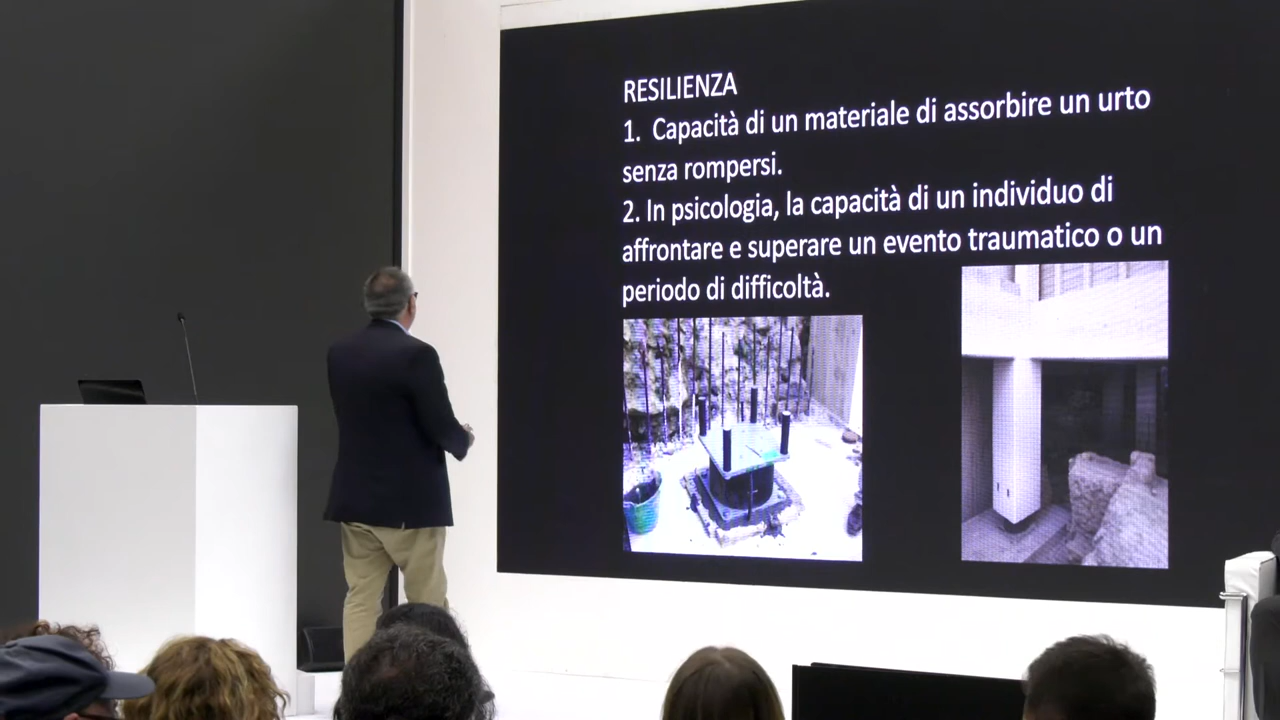 RESILIENZA
1. Capacità di un materiale di assorbire un urto
senza rompersi.
2. In psicologia, la capacità di un individuo di
affrontare e superare un evento traumatico o un
periodo di difficoltà.